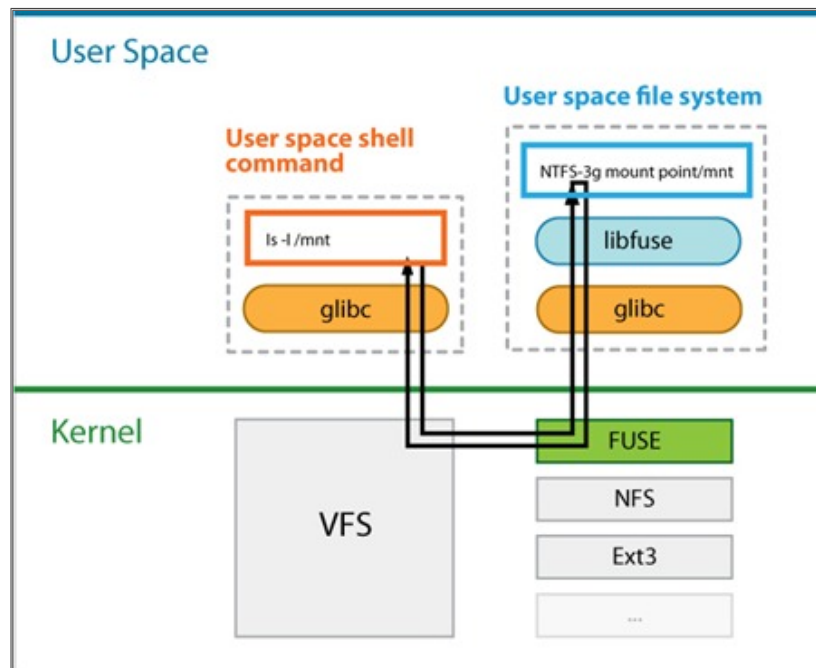 User Space
User space file system
User space shell
command
NTFS-3g mount point/mnt
ls -l /mnt
libfuse
glibc
glibc
Kernel
FUSE
NFS
VFS
Ext3
...